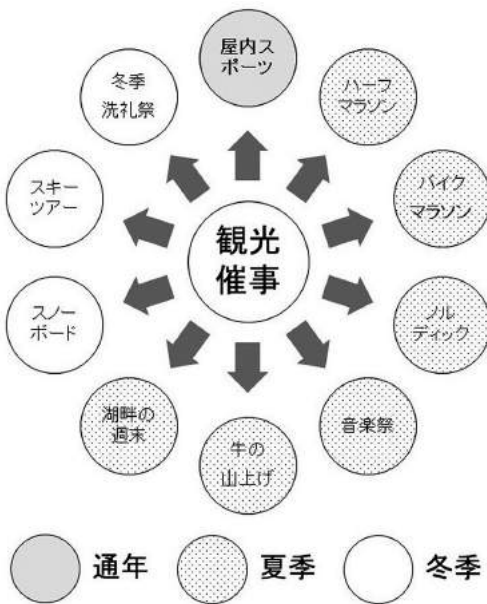 屋内ス
ポーツ
ハーフ
マラソン
バイク
マラソン
ノル
ディック
音楽祭
牛の
山上げ
湖畔の
週末
スノー
ボード
スキー
ツアー
冬季
洗礼祭
観光
催事
通年
夏季
冬季